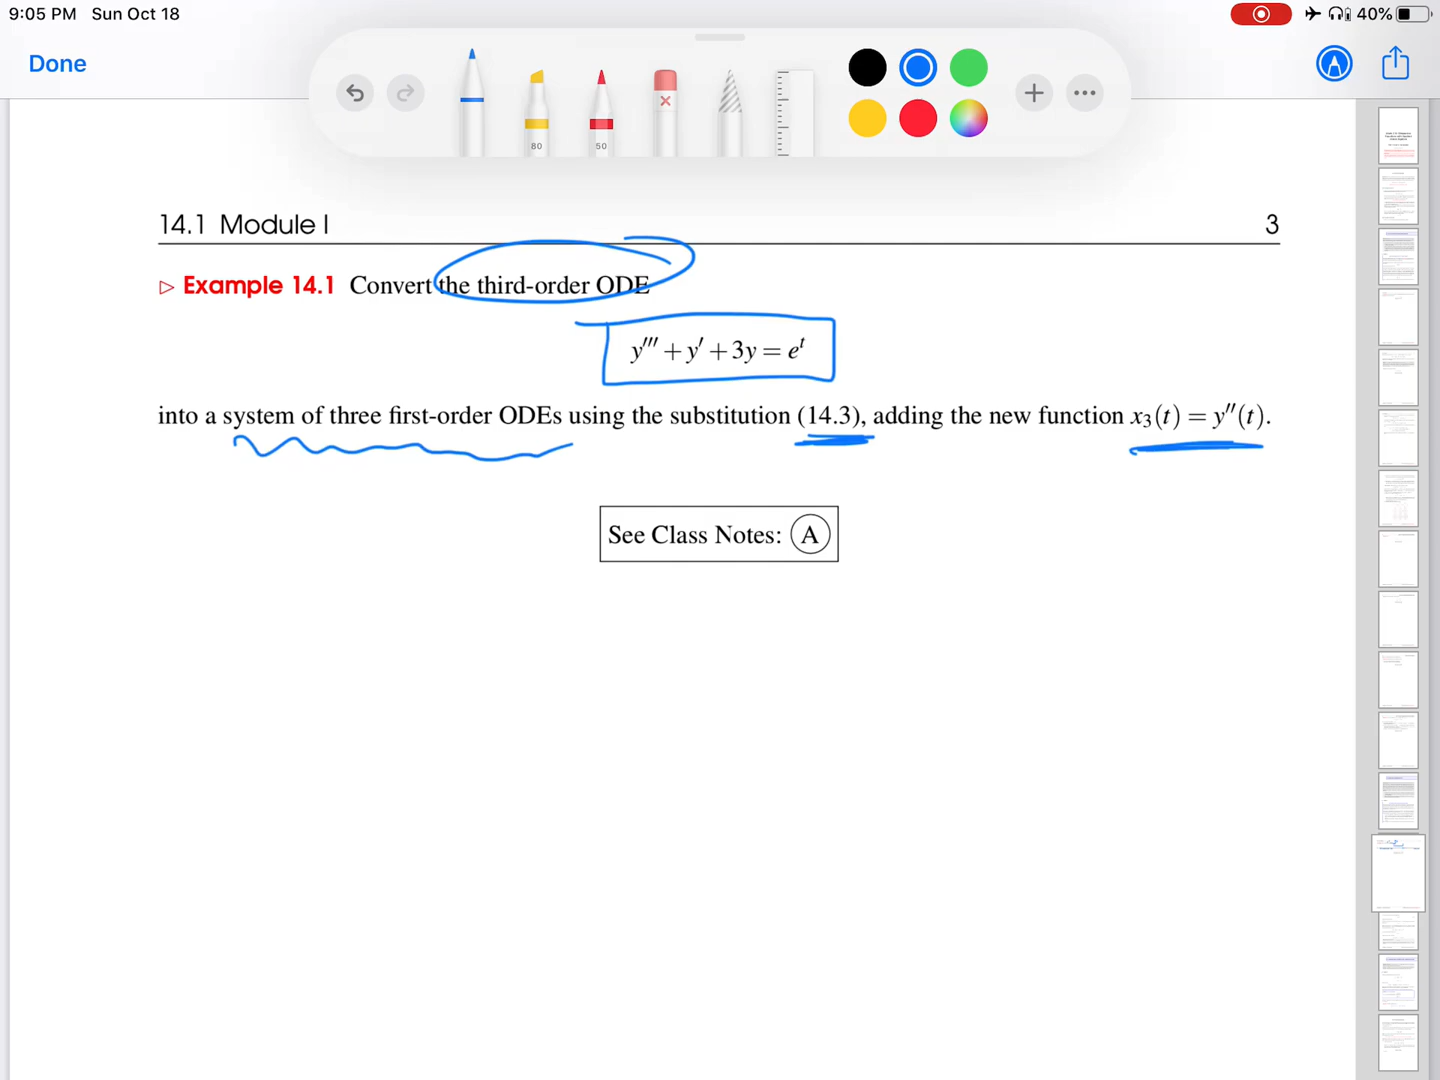 9:05 PM Sun Oct 18
40%
Done
80
50
14.1 Module I
3
▷ Example 14.1 Convert the third-order ODE
y''' + y' + 3y = eᵗ
into a system of three first-order ODEs using the substitution (14.3), adding the new function x₃(t) = y''(t).
See Class Notes: Ⓐ